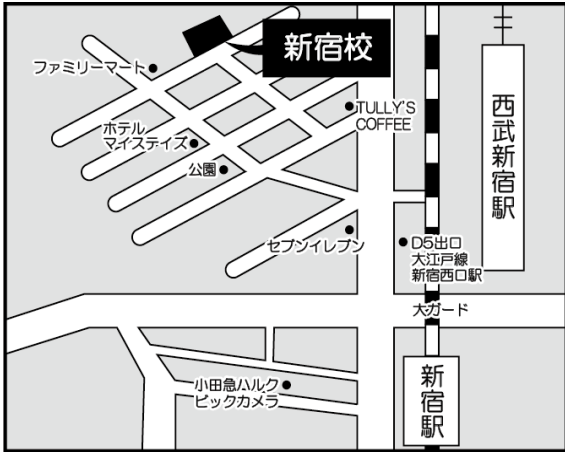 新宿校
ファミリーマート
TULLY'S
COFFEE
西武新宿駅
ホテル
マイステイズ
公園
セブンイレブン
D5出口
大江戸線
新宿西口駅
大ガード
小田急ハルク
ビックカメラ
新宿駅